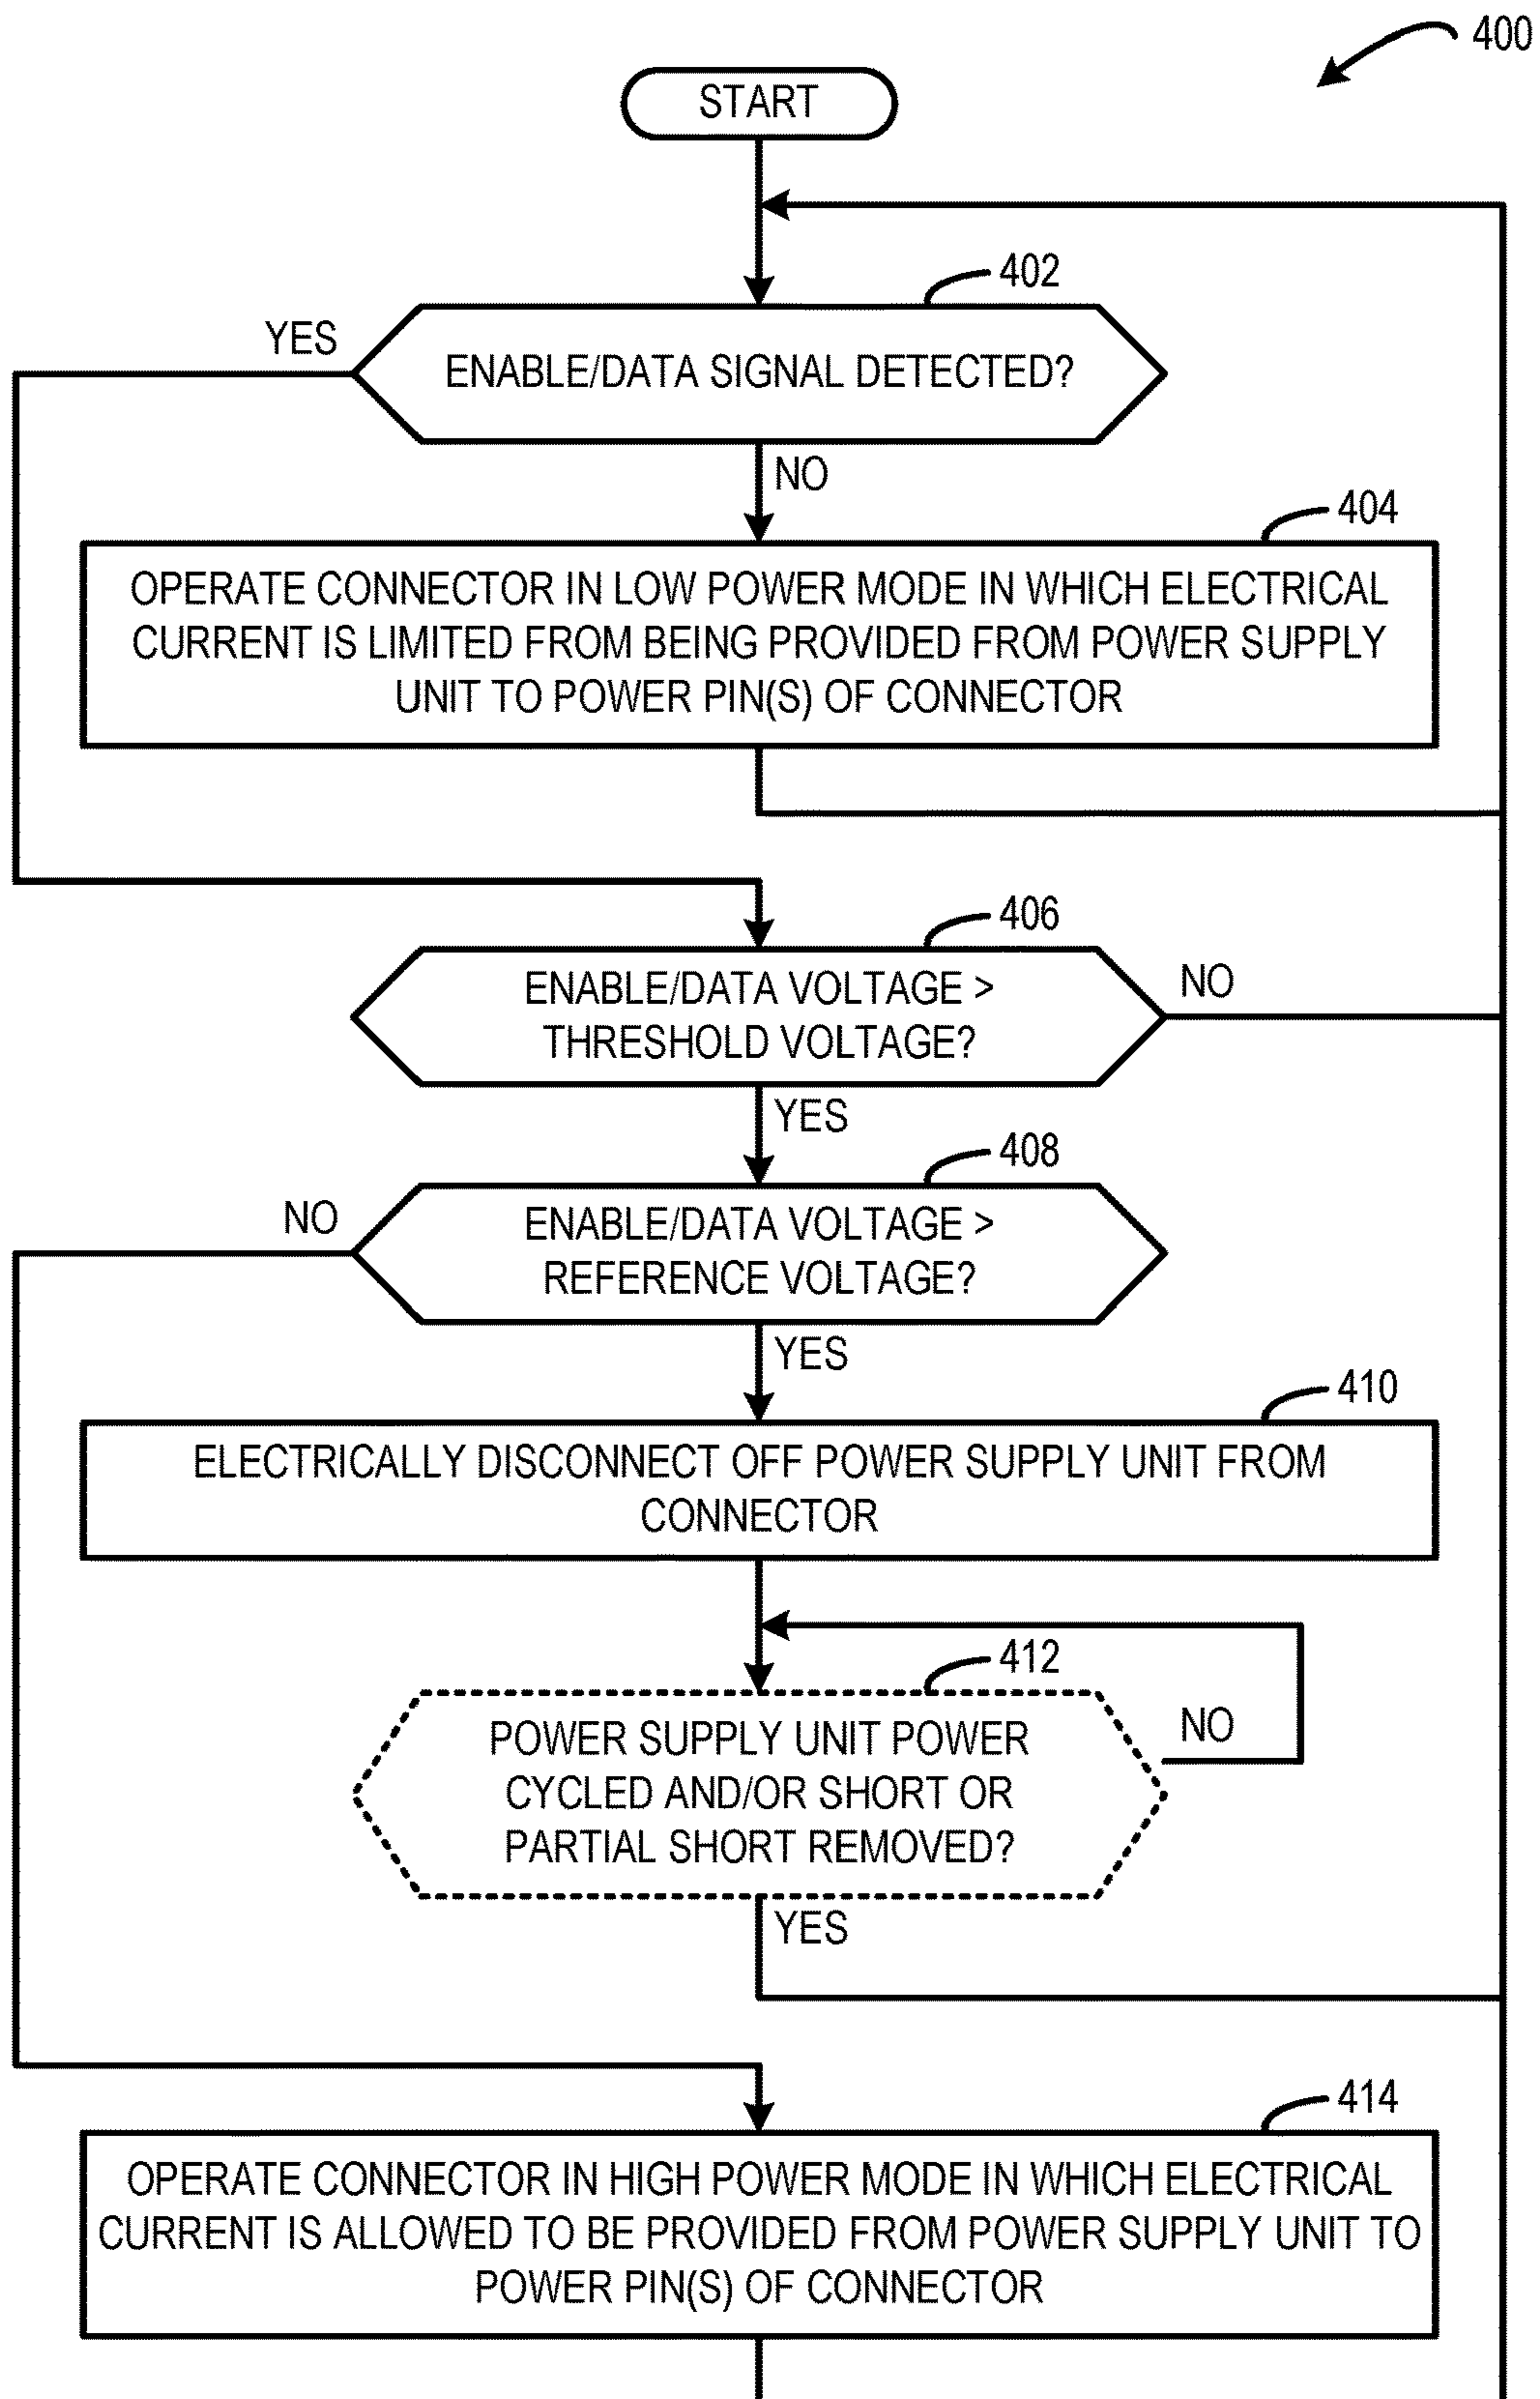 400
START
402
YES
ENABLE/DATA SIGNAL DETECTED?
NO
404
OPERATE CONNECTOR IN LOW POWER MODE IN WHICH ELECTRICAL
CURRENT IS LIMITED FROM BEING PROVIDED FROM POWER SUPPLY
UNIT TO POWER PIN(S) OF CONNECTOR
406
ENABLE/DATA VOLTAGE >
THRESHOLD VOLTAGE?
NO
YES
408
NO
ENABLE/DATA VOLTAGE >
REFERENCE VOLTAGE?
YES
410
ELECTRICALLY DISCONNECT OFF POWER SUPPLY UNIT FROM
CONNECTOR
412
POWER SUPPLY UNIT POWER
CYCLED AND/OR SHORT OR
PARTIAL SHORT REMOVED?
NO
YES
414
OPERATE CONNECTOR IN HIGH POWER MODE IN WHICH ELECTRICAL
CURRENT IS ALLOWED TO BE PROVIDED FROM POWER SUPPLY UNIT TO
POWER PIN(S) OF CONNECTOR